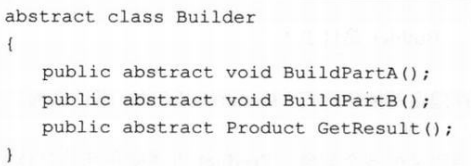 abstract class Builder
{
public abstract void BuildPartA();
public abstract void BuildPartB();
public abstract Product GetResult();
}